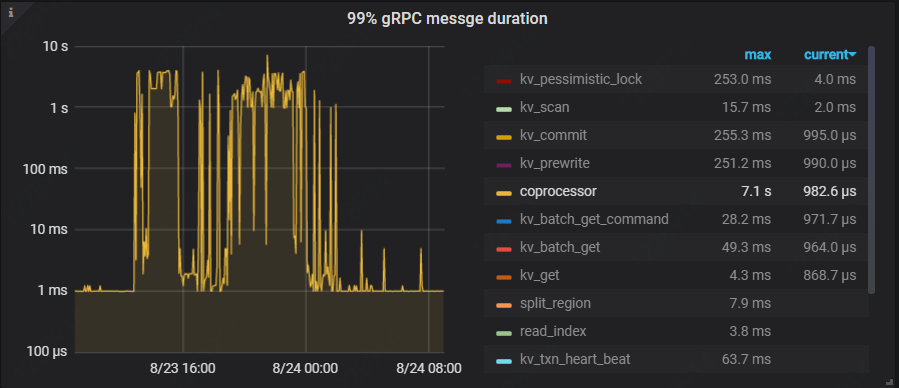 i
99% gRPC messge duration
10 s
1 s
100 ms
10 ms
1 ms
100 µs
8/23 16:00 8/24 00:00 8/24 08:00
max current
kv_pessimistic_lock 253.0 ms 4.0 ms
kv_scan 15.7 ms 2.0 ms
kv_commit 255.3 ms 995.0 µs
kv_prewrite 251.2 ms 990.0 µs
coprocessor 7.1 s 982.6 µs
kv_batch_get_command 28.2 ms 971.7 µs
kv_batch_get 49.3 ms 964.0 µs
kv_get 4.3 ms 868.7 µs
split_region 7.9 ms
read_index 3.8 ms
kv_txn_heart_beat 63.7 ms